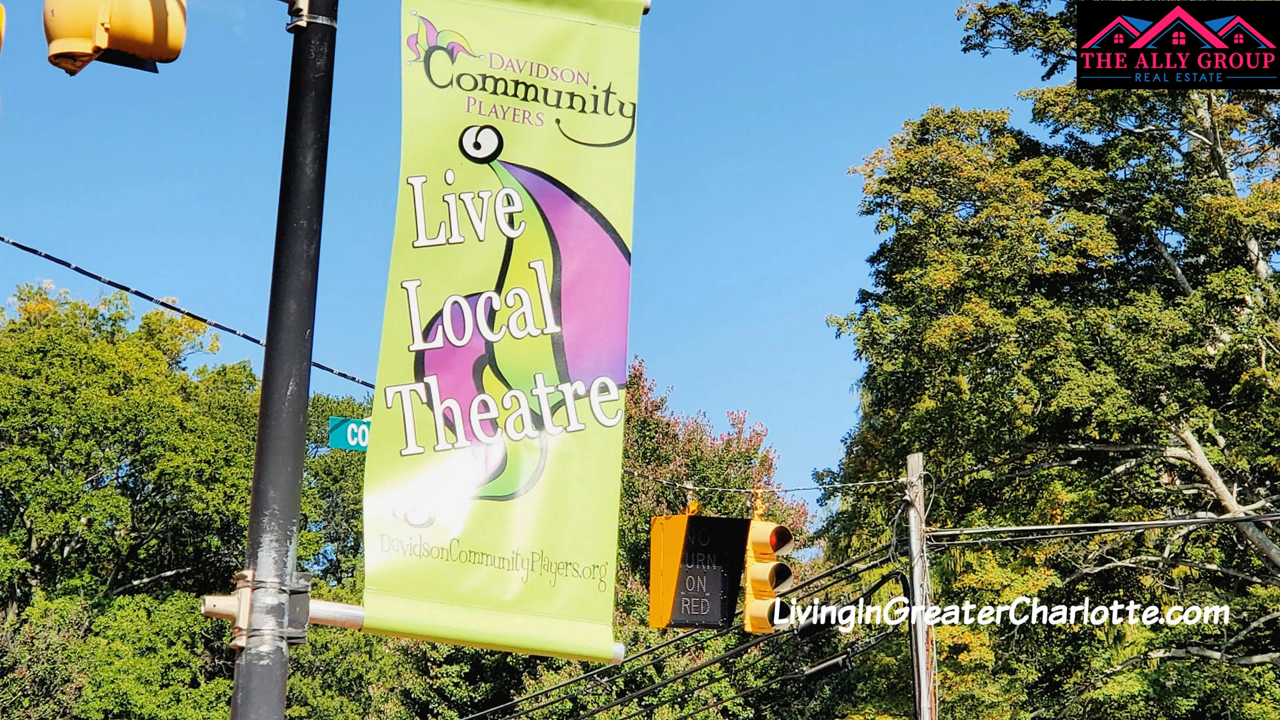 THE ALLY GROUP
REAL ESTATE
DAVIDSON
Community
PLAYERS
Live
Local
Theatre
CO
DavidsonCommunityPlayers.org
NO
TURN
ON
RED
LivingInGreaterCharlotte.com